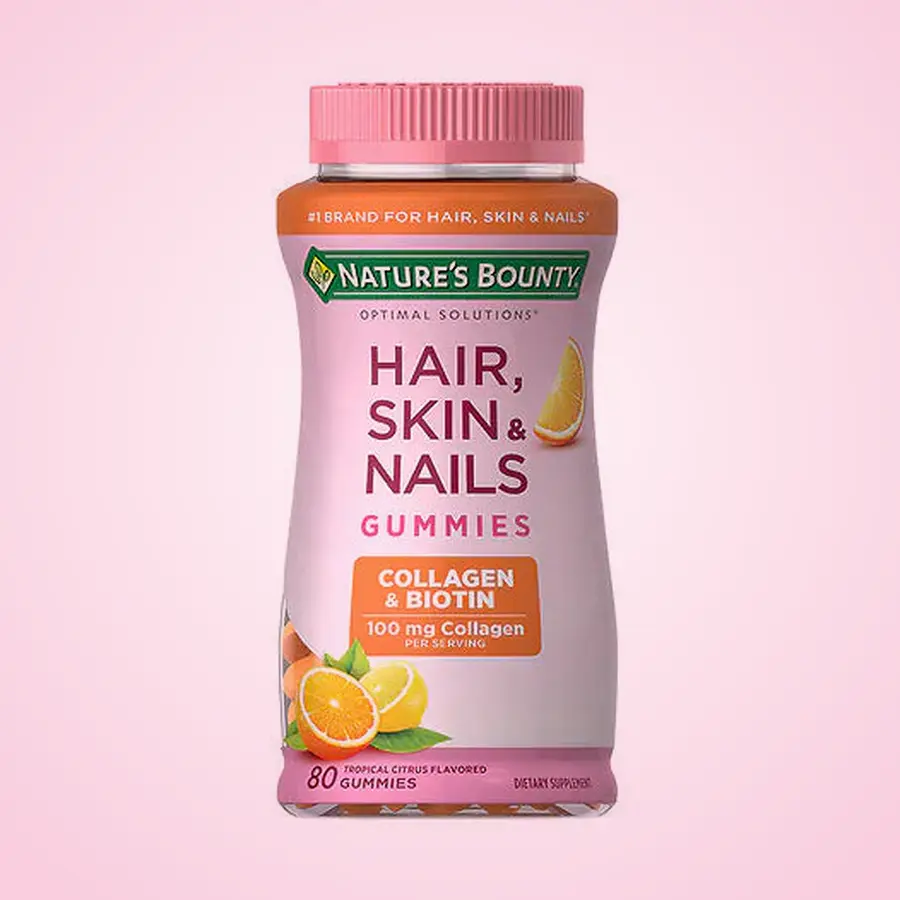 #1 BRAND FOR HAIR, SKIN & NAILS*
NATURE'S BOUNTY®
OPTIMAL SOLUTIONS®
HAIR,
SKIN &
NAILS
GUMMIES
COLLAGEN
& BIOTIN
100 mg Collagen
PER SERVING
80 TROPICAL CITRUS FLAVORED
GUMMIES
DIETARY SUPPLEMENT